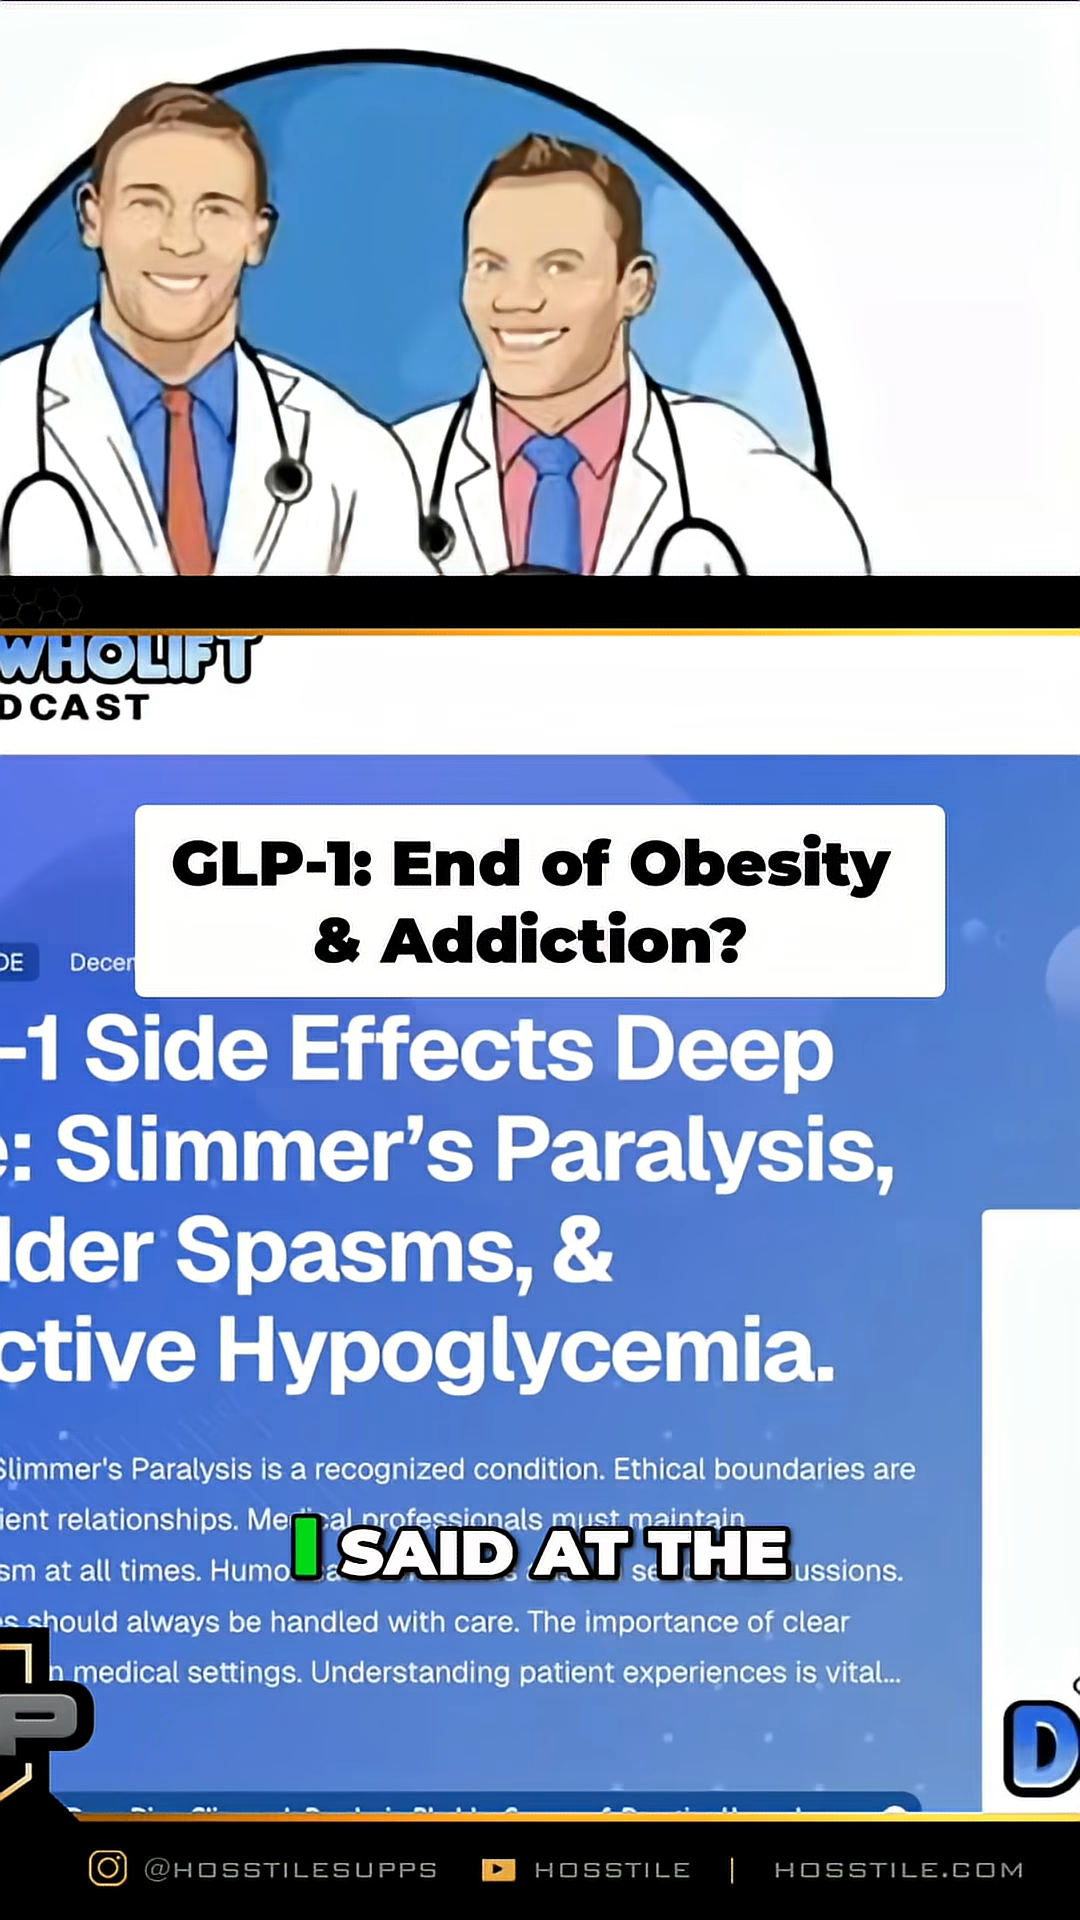 WHOLIFT
DCAST
GLP-1: End of Obesity
& Addiction?
DE Decem
-1 Side Effects Deep
e: Slimmer's Paralysis,
lder Spasms, &
ctive Hypoglycemia.
Slimmer's Paralysis is a recognized condition. Ethical boundaries are
ient relationships. Medical professionals must maintain
I SAID AT THE
sm at all times. Humo ussions.
s should always be handled with care. The importance of clear
n medical settings. Understanding patient experiences is vital...
P
D
@HOSSTILESUPPS HOSSTILE | HOSSTILE.COM